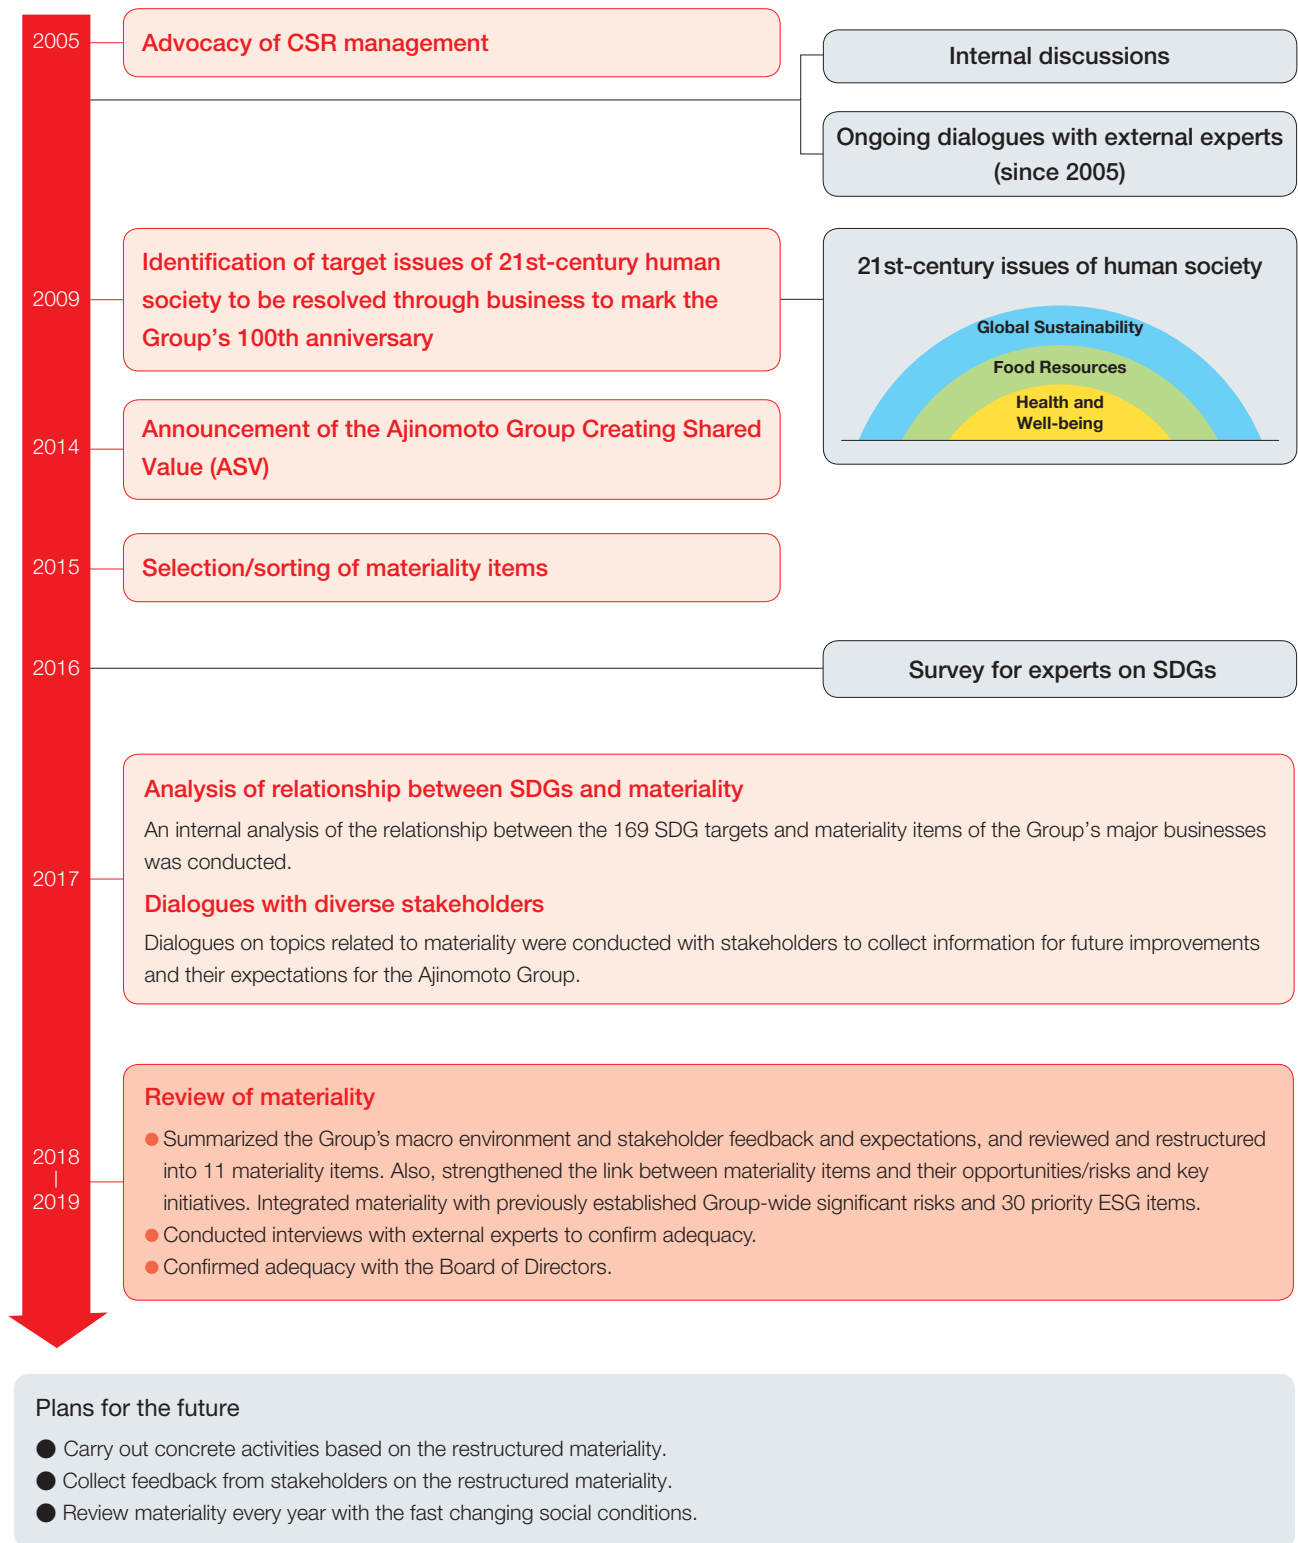 2005
Advocacy of CSR management
Internal discussions
Ongoing dialogues with external experts
(since 2005)
2009
Identification of target issues of 21st-century human
society to be resolved through business to mark the
Group’s 100th anniversary
21st-century issues of human society
Global Sustainability
Food Resources
Health and
Well-being
2014
Announcement of the Ajinomoto Group Creating Shared
Value (ASV)
2015
Selection/sorting of materiality items
2016
Survey for experts on SDGs
2017
Analysis of relationship between SDGs and materiality
An internal analysis of the relationship between the 169 SDG targets and materiality items of the Group’s major businesses
was conducted.
Dialogues with diverse stakeholders
Dialogues on topics related to materiality were conducted with stakeholders to collect information for future improvements
and their expectations for the Ajinomoto Group.
2018
|
2019
Review of materiality
● Summarized the Group’s macro environment and stakeholder feedback and expectations, and reviewed and restructured
into 11 materiality items. Also, strengthened the link between materiality items and their opportunities/risks and key
initiatives. Integrated materiality with previously established Group-wide significant risks and 30 priority ESG items.
● Conducted interviews with external experts to confirm adequacy.
● Confirmed adequacy with the Board of Directors.
Plans for the future
● Carry out concrete activities based on the restructured materiality.
● Collect feedback from stakeholders on the restructured materiality.
● Review materiality every year with the fast changing social conditions.